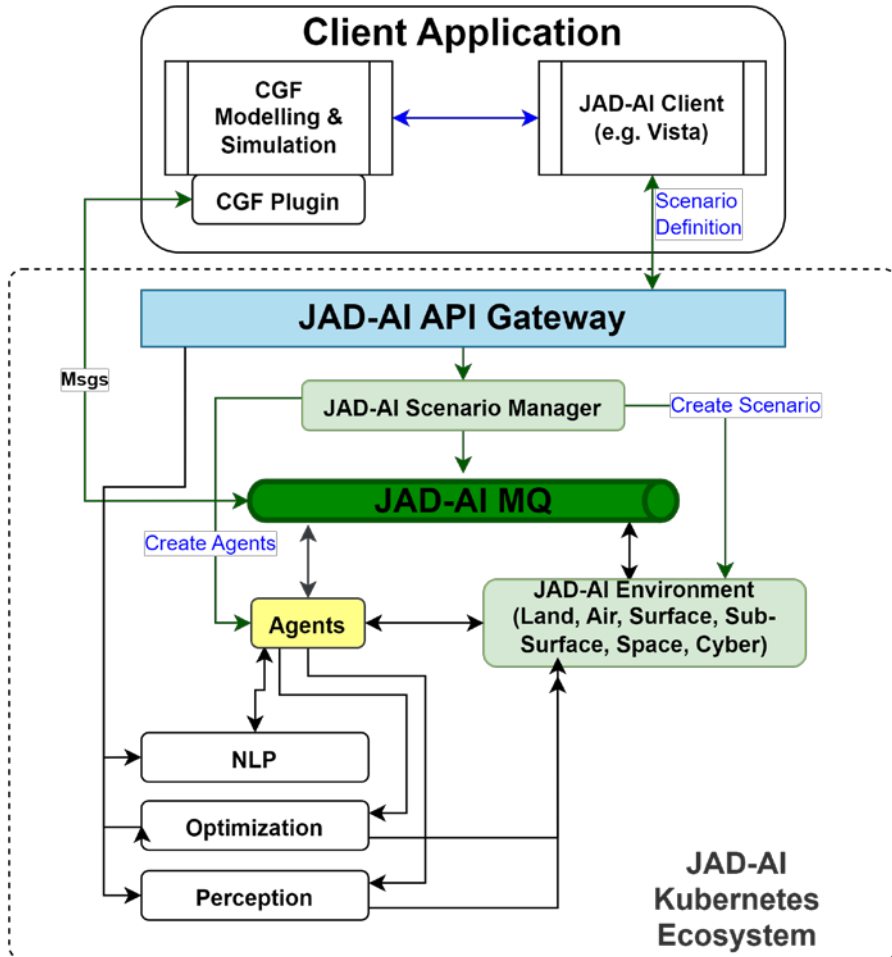 Client Application
CGF
Modelling &
Simulation
JAD-AI Client
(e.g. Vista)
CGF Plugin
Scenario
Definition
JAD-AI API Gateway
Msgs
JAD-AI Scenario Manager
Create Scenario
JAD-AI MQ
Create Agents
JAD-AI Environment
(Land, Air, Surface, Sub-
Surface, Space, Cyber)
Agents
NLP
Optimization
Perception
JAD-AI
Kubernetes
Ecosystem